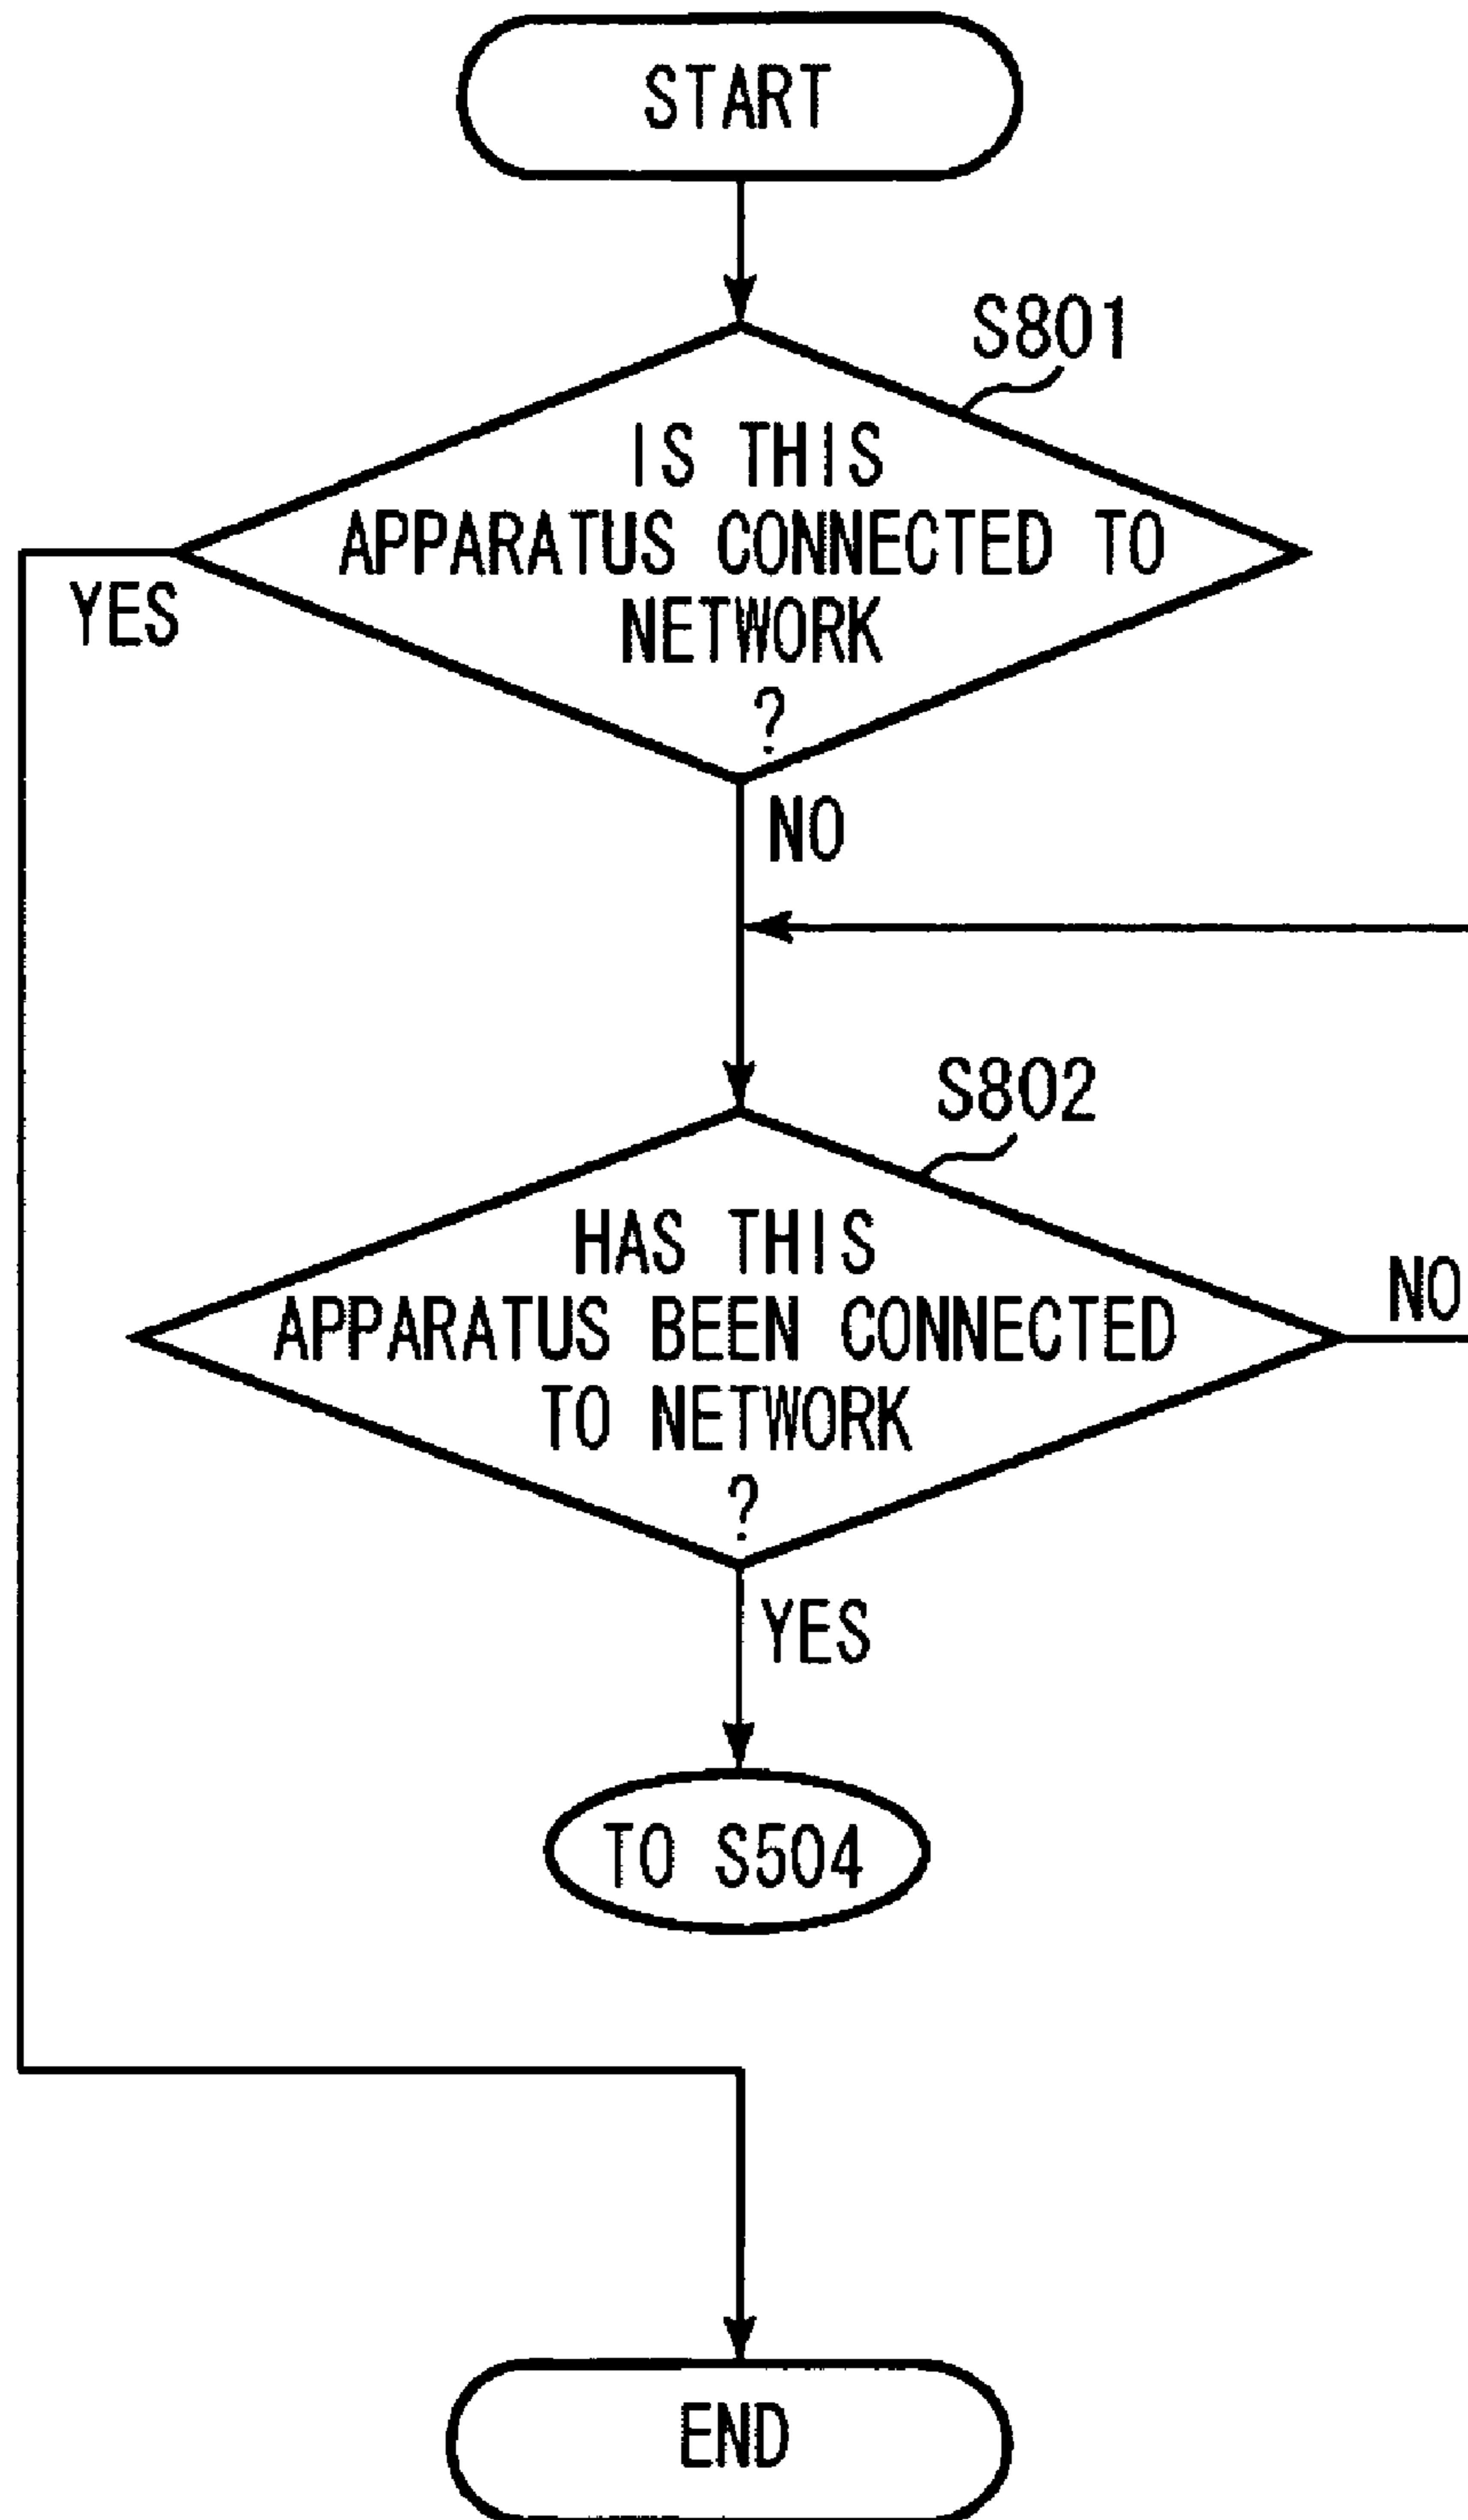 START
S801
IS THIS
APPARATUS CONNECTED TO
NETWORK
?
YES
NO
S802
HAS THIS
APPARATUS BEEN CONNECTED
TO NETWORK
?
NO
YES
TO S504
END